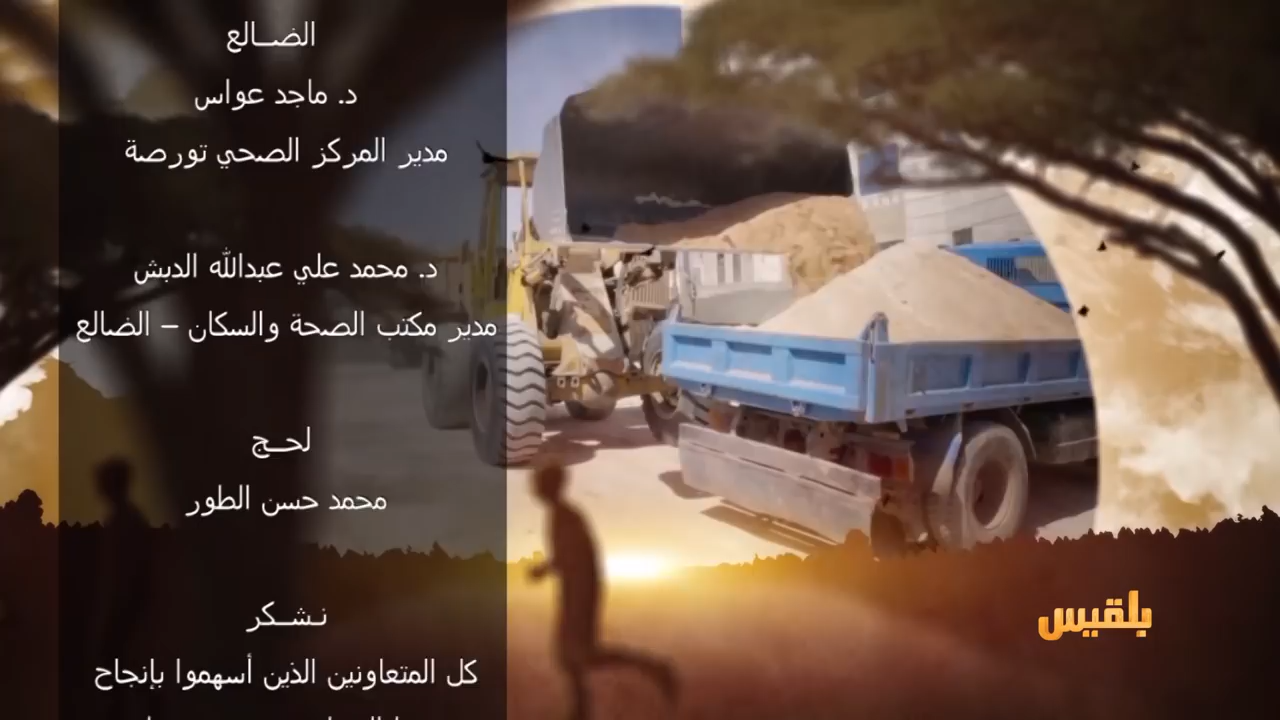 الضـالع
د. ماجد عواس
مدير المركز الصحي تورصة
د. محمد علي عبدالله الدبش
مدير مكتب الصحة والسكان – الضالع
لحـج
محمد حسن الطور
نـشـكر
كل المتعاونين الذين أسهموا بإنجاح
بلقيس